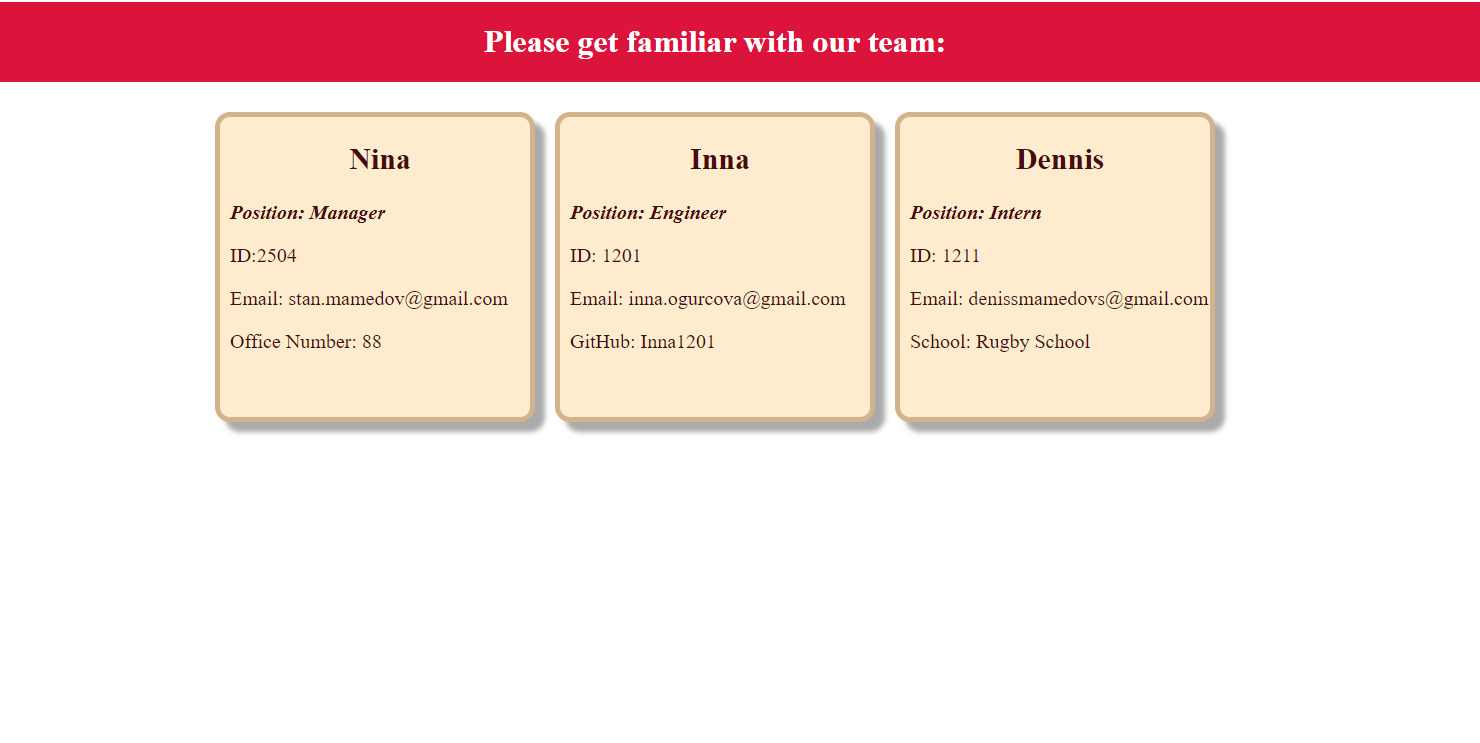 Please get familiar with our team:
Nina
Position: Manager
ID:2504
Email: stan.mamedov@gmail.com
Office Number: 88
Inna
Position: Engineer
ID: 1201
Email: inna.ogurcova@gmail.com
GitHub: Inna1201
Dennis
Position: Intern
ID: 1211
Email: denissmamedovs@gmail.com
School: Rugby School